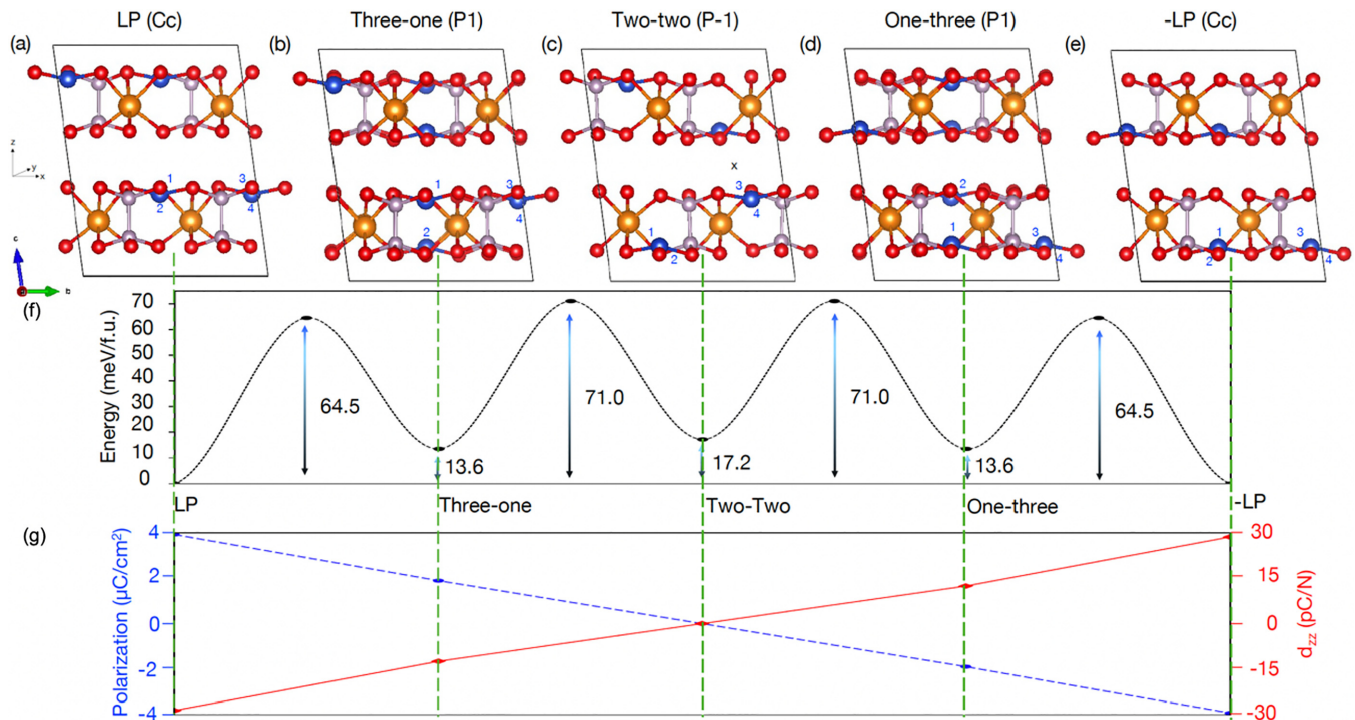 LP (Cc) Three-one (P1) Two-two (P-1) One-three (P1) -LP (Cc)
(a) (b) (c) (d) (e)
z
y
x
x
1 3
2 4
1 3
2 4
3
4
1
2
2
1 3
4
1 3
2 4
c
b
(f)
Energy (meV/f.u.)
70
60
50
40
30
20
10
0
64.5
13.6
71.0
17.2
71.0
13.6
64.5
LP Three-one Two-Two One-three -LP
(g)
Polarization (μC/cm²)
4
2
0
-2
-4
30
15
0
-15
-30
dzz (pC/N)